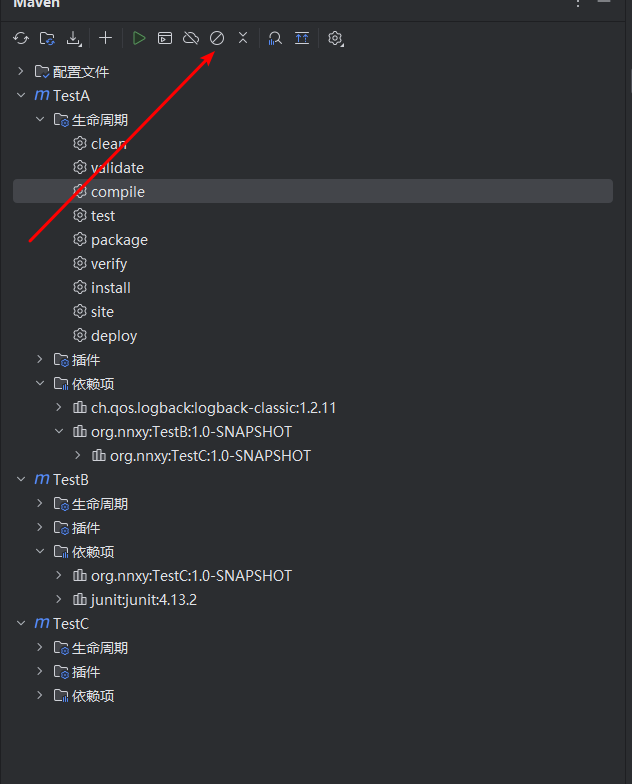 Maven
配置文件
m TestA
生命周期
clean
validate
compile
test
package
verify
install
site
deploy
插件
依赖项
ch.qos.logback:logback-classic:1.2.11
org.nnxy:TestB:1.0-SNAPSHOT
org.nnxy:TestC:1.0-SNAPSHOT
m TestB
生命周期
插件
依赖项
org.nnxy:TestC:1.0-SNAPSHOT
junit:junit:4.13.2
m TestC
生命周期
插件
依赖项